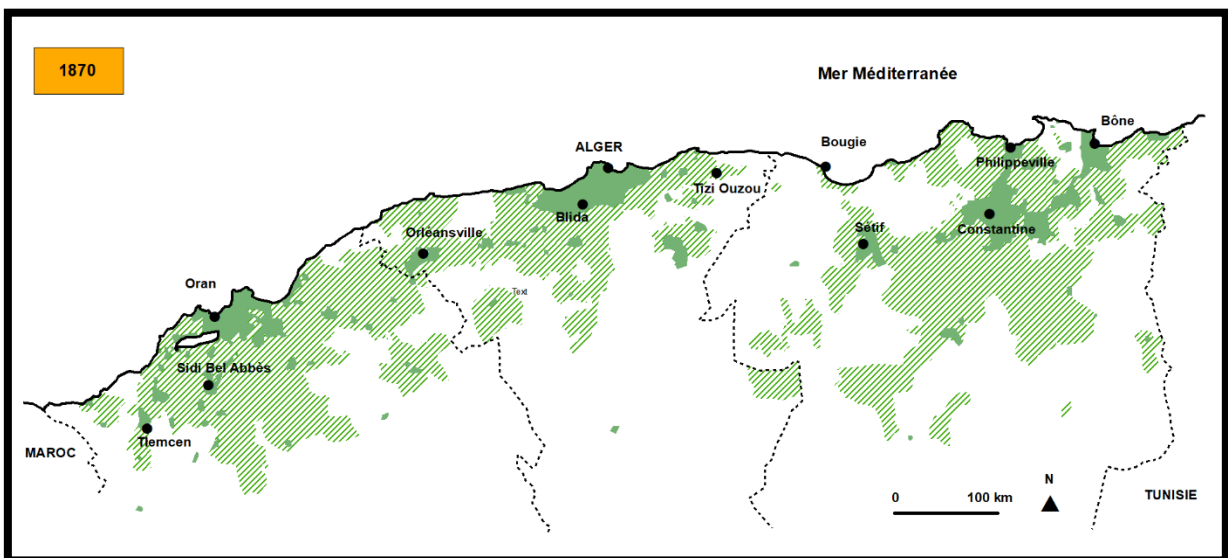 1870
Mer Méditerranée
Bône
ALGER
Bougie
Philippeville
Tizi Ouzou
Blida
Constantine
Sétif
Orléansville
Oran
Text
Sidi Bel Abbès
Tlemcen
MAROC
N
0 100 km
TUNISIE